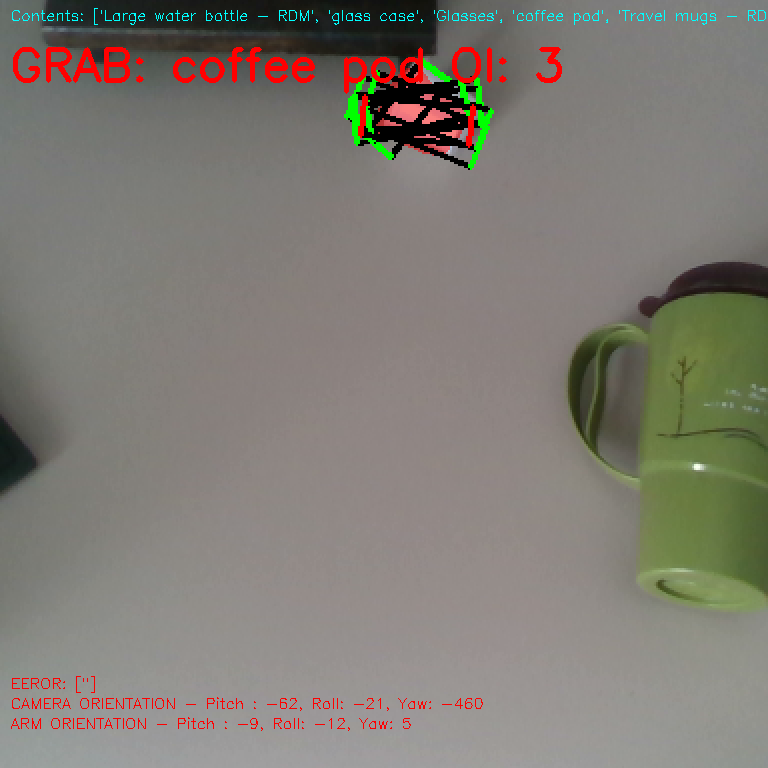 Contents: ['Large water bottle – RDM', 'glass case', 'Glasses', 'coffee pod', 'Travel mugs – RD
GRAB: coffee pod OI: 3
EEROR: ['']
CAMERA ORIENTATION – Pitch : –62, Roll: –21, Yaw: –460
ARM ORIENTATION – Pitch : –9, Roll: –12, Yaw: 5